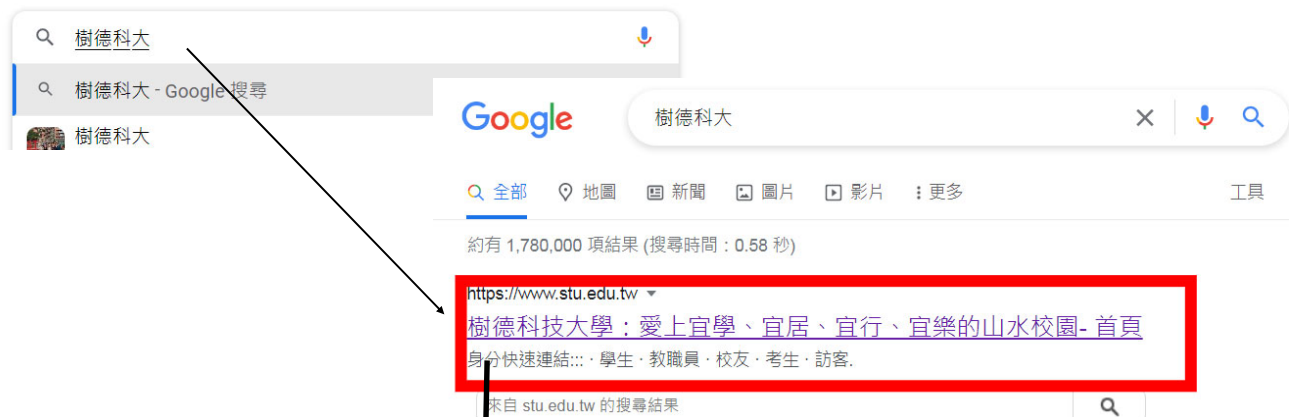 樹德科大
樹德科大 - Google 搜尋
樹德科大
Google 樹德科大
全部 地圖 新聞 圖片 影片 更多 工具
約有 1,780,000 項結果 (搜尋時間：0.58 秒)
https://www.stu.edu.tw
樹德科技大學：愛上宜學、宜居、宜行、宜樂的山水校園- 首頁
身分快速連結::: · 學生 · 教職員 · 校友 · 考生 · 訪客.
來自 stu.edu.tw 的搜尋結果